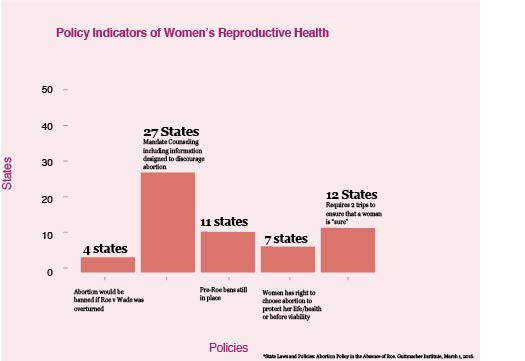 Policy Indicators of Women's Reproductive Health
50
40
30
20
10
0
States
4 states
27 States
Mandate Counseling
including information
designed to discourage
abortion
11 states
7 states
12 States
Requires 2 trips to
ensure that a woman
is "sure"
Abortion would be
banned if Roe v Wade was
overturned
Pre-Roe bans still
in place
Women has right to
choose abortion to
protect her life/health
or before viability
Policies
*State Laws and Policies: Abortion Policy in the Absence of Roe. Guttmacher Institute, March 1, 2016.